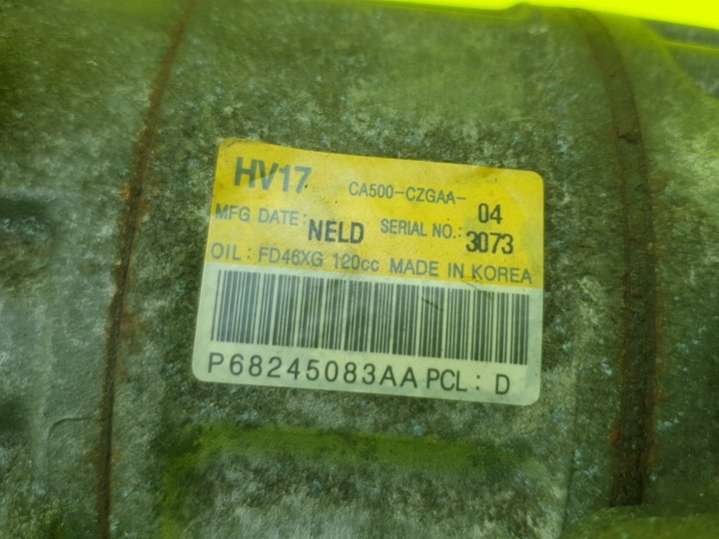 HV17 CA500-CZGAA- 04
MFG DATE: NELD SERIAL NO.: 3073
OIL: FD46XG 120cc MADE IN KOREA
P68245083AA PCL: D